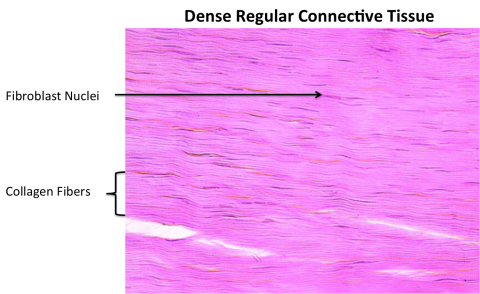 Dense Regular Connective Tissue
Fibroblast Nuclei
Collagen Fibers